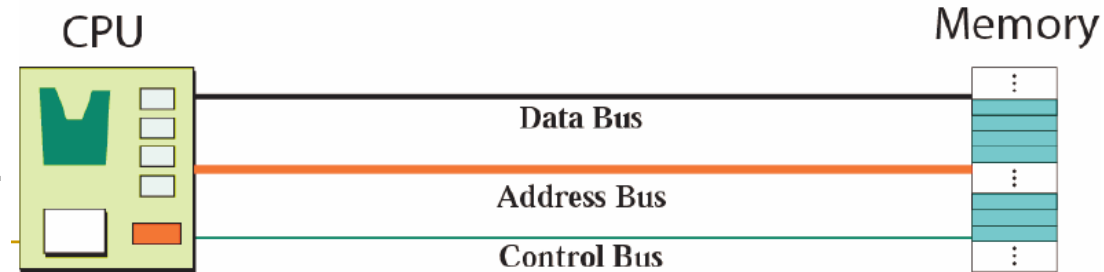 CPU
Memory
Data Bus
Address Bus
Control Bus